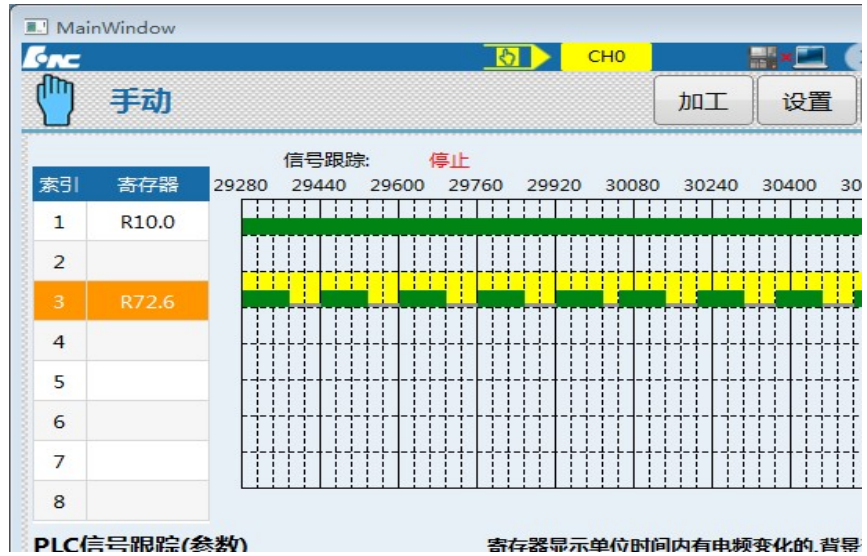 MainWindow
CH0
手动
加工 设置
信号跟踪: 停止
索引 寄存器 29280 29440 29600 29760 29920 30080 30240 30400 30
1 R10.0
2
3 R72.6
4
5
6
7
8
PLC信号跟踪(参数) 寄存器显示单位时间内有电频变化的,背景